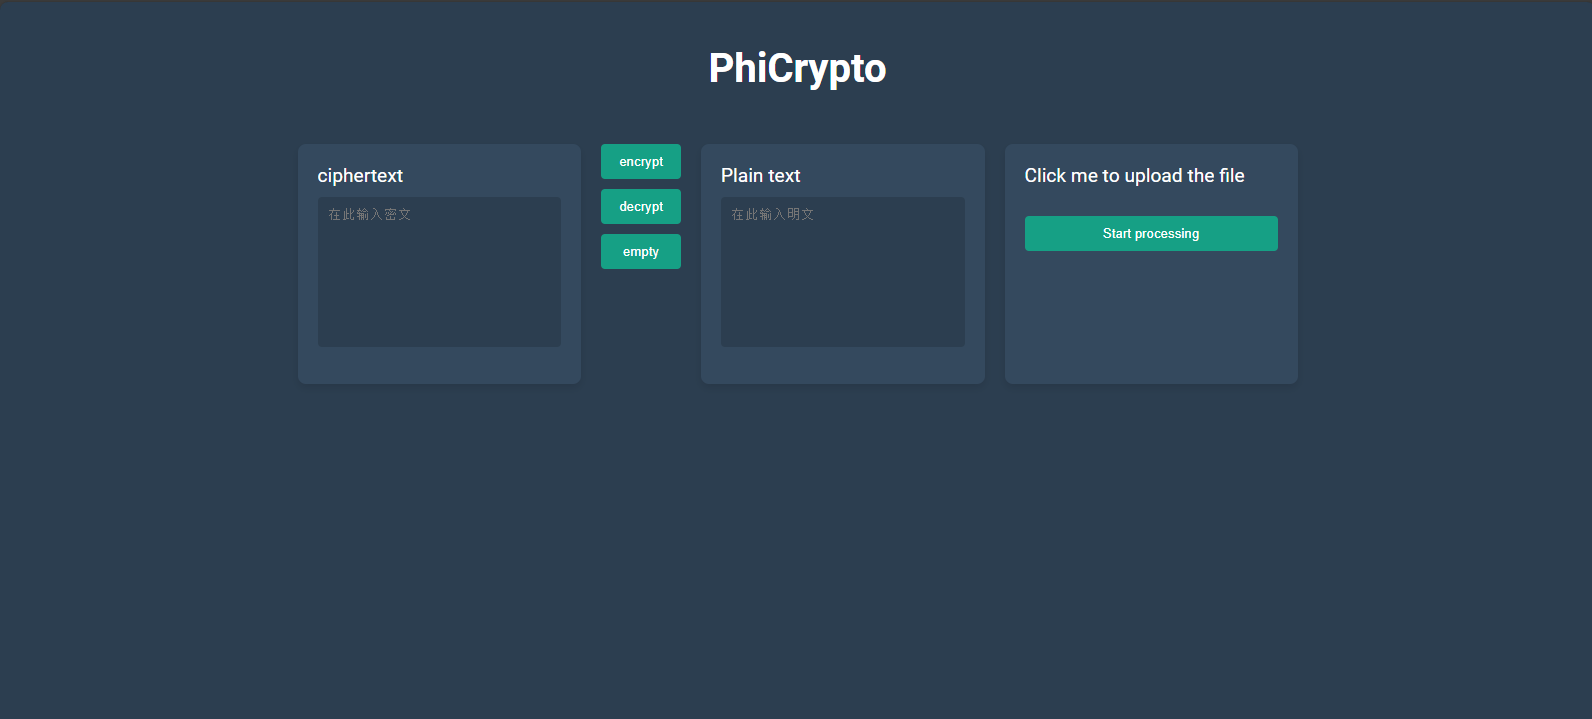 PhiCrypto
ciphertext
在此输入密文
encrypt
decrypt
empty
Plain text
在此输入明文
Click me to upload the file
Start processing